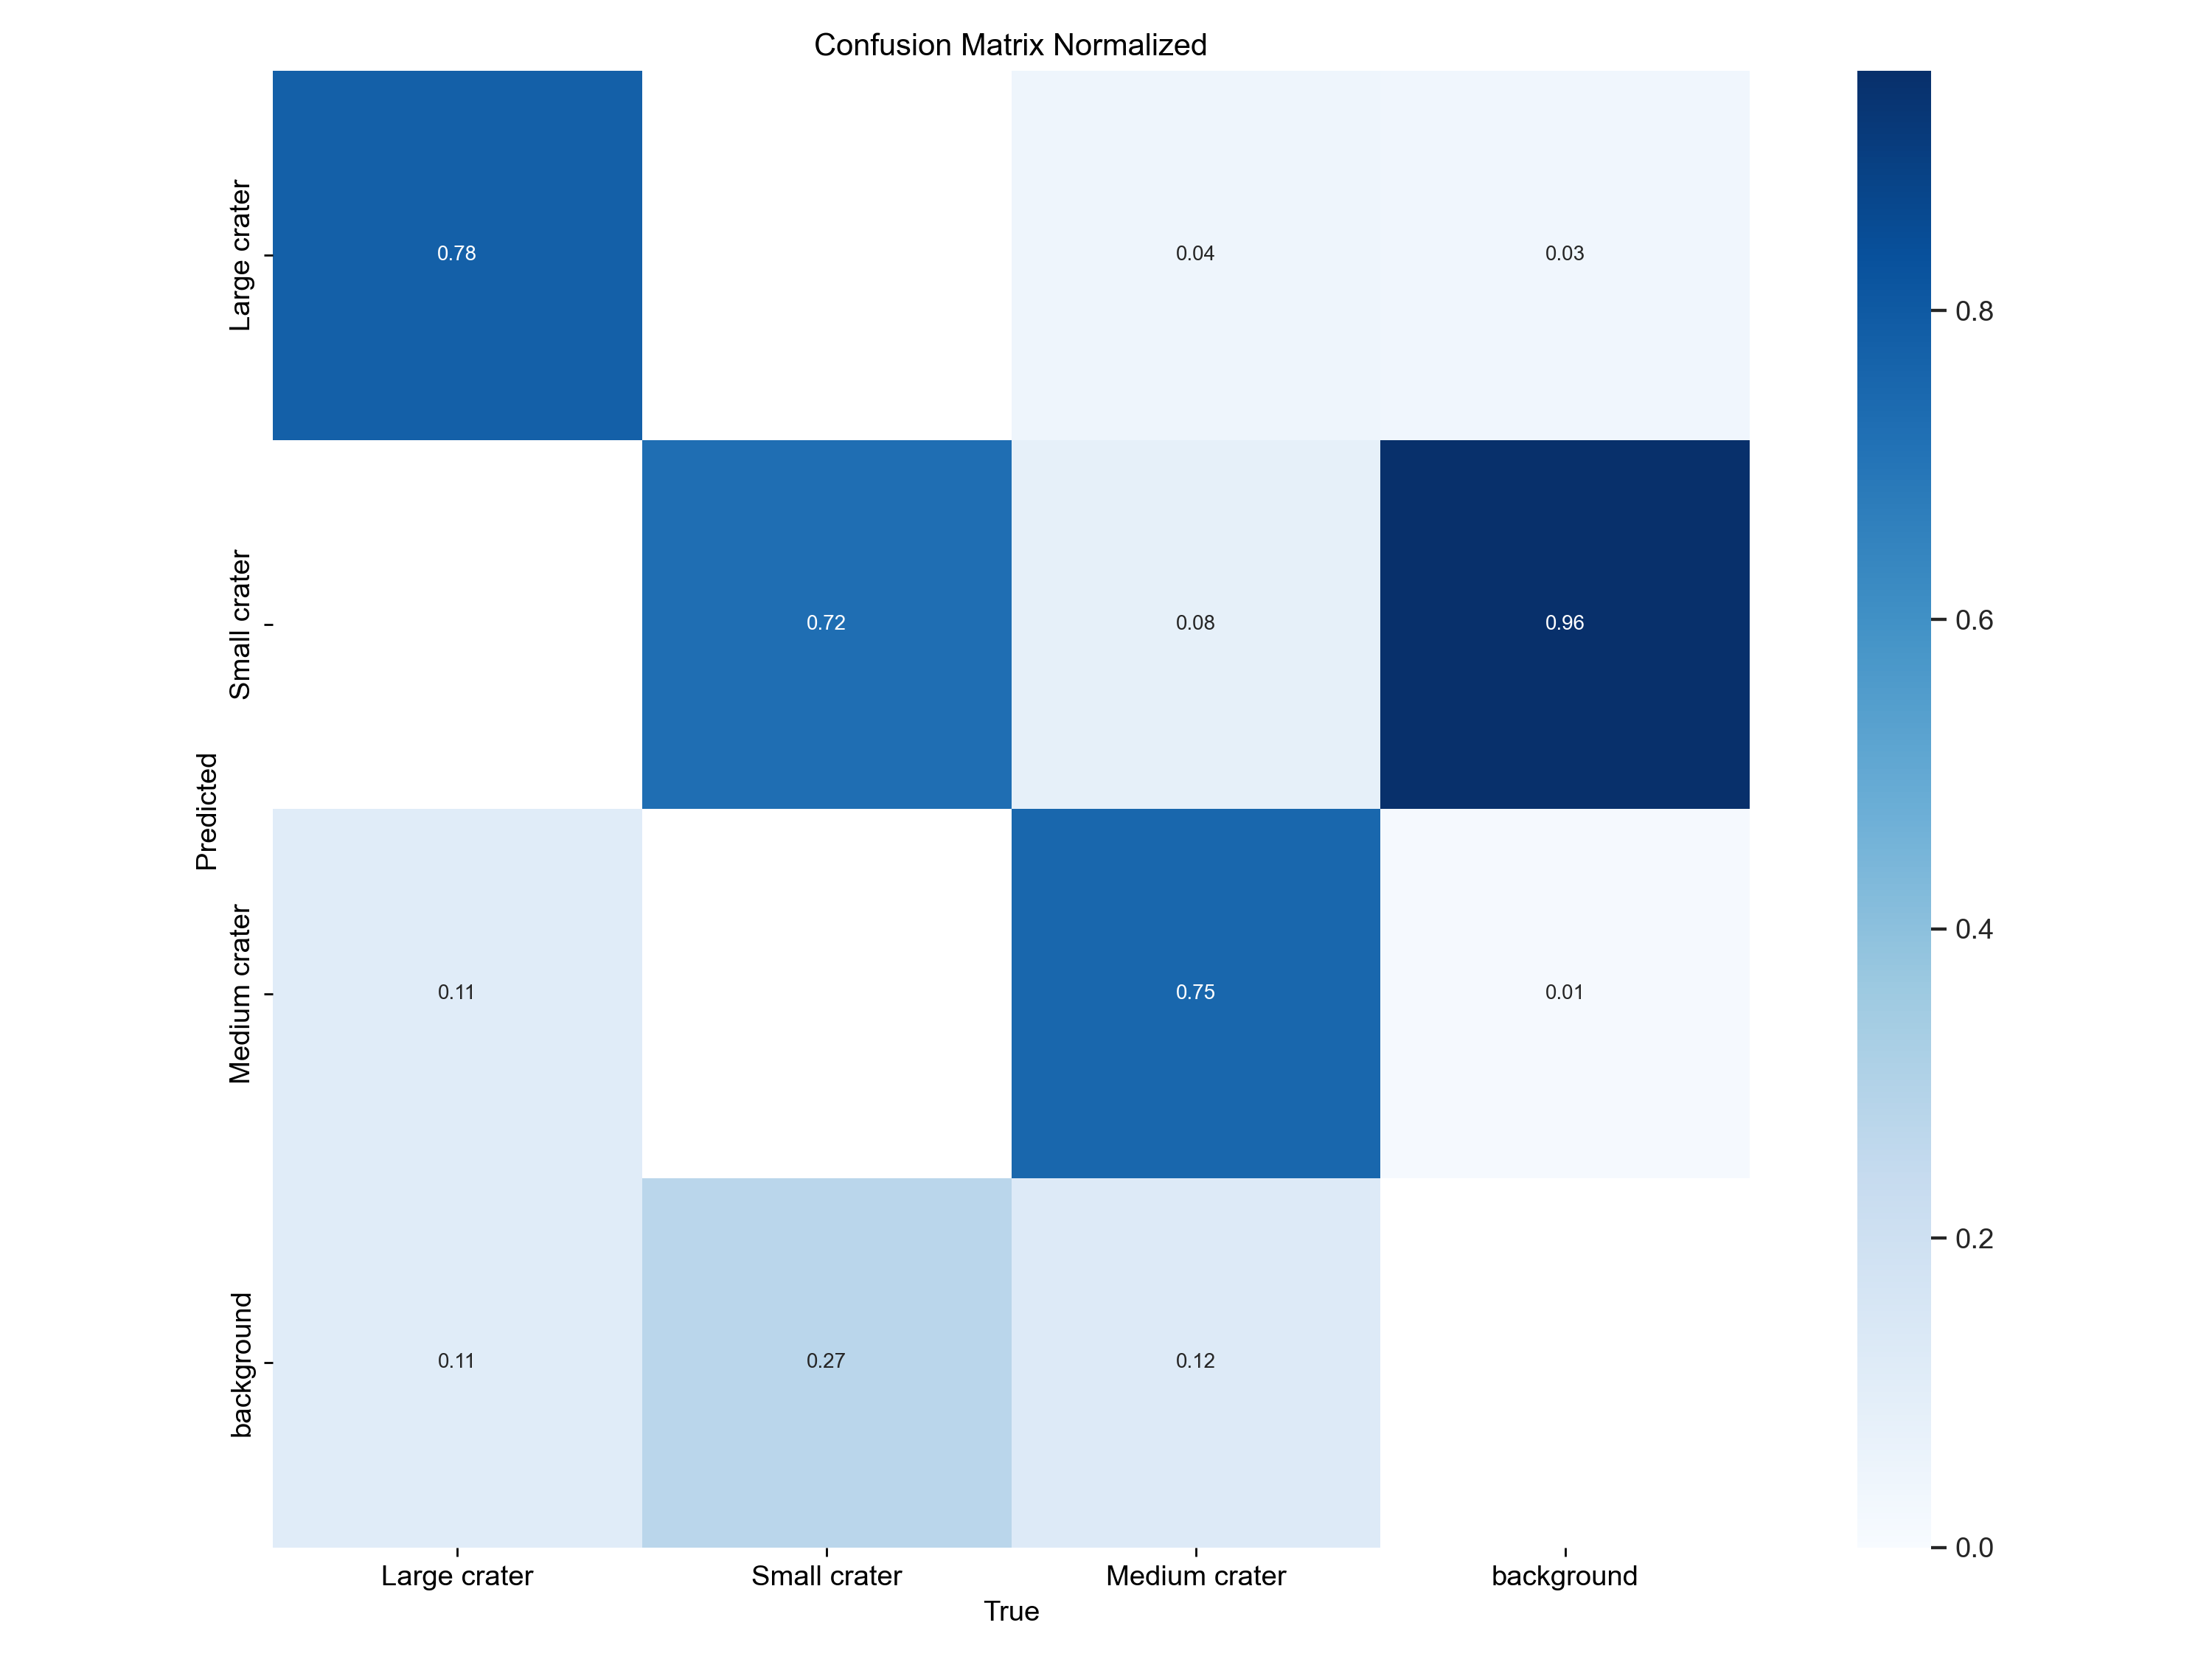 Confusion Matrix Normalized
Large crater
0.78
0.04
0.03
Small crater
0.72
0.08
0.96
Medium crater
0.11
0.75
0.01
background
0.11
0.27
0.12
Predicted
Large crater
Small crater
Medium crater
background
True
0.8
0.6
0.4
0.2
0.0